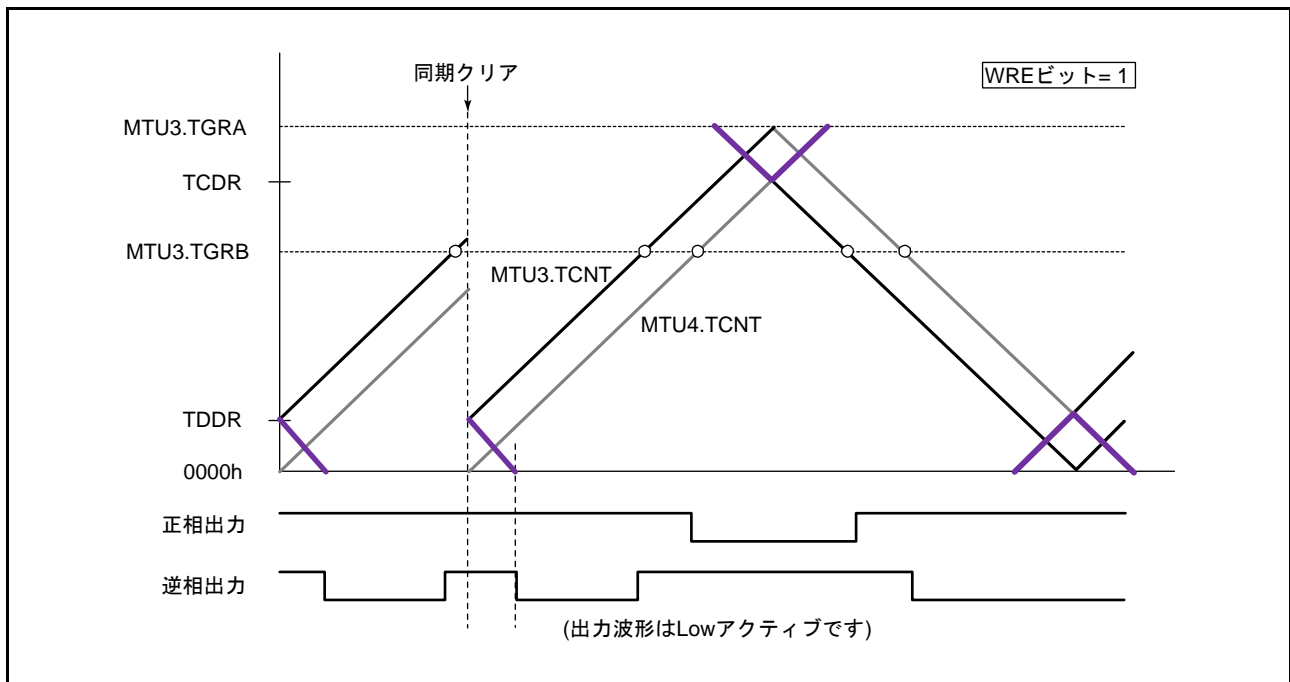 同期クリア
WREビット= 1
MTU3.TGRA
TCDR
MTU3.TGRB
MTU3.TCNT
MTU4.TCNT
TDDR
0000h
正相出力
逆相出力
(出力波形はLowアクティブです)